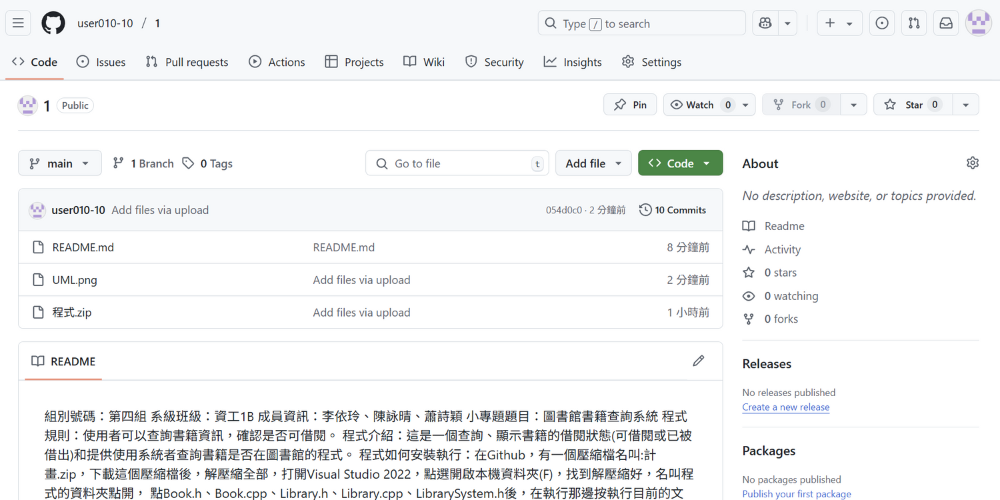 user010-10 / 1
Type / to search
Code Issues Pull requests Actions Projects Wiki Security Insights Settings
1 Public
Pin Watch 0 Fork 0 Star 0
main 1 Branch 0 Tags Go to file t Add file Code
user010-10 Add files via upload 054d0c0 · 2 分鐘前 10 Commits
README.md README.md 8 分鐘前
UML.png Add files via upload 2 分鐘前
程式.zip Add files via upload 1 小時前
README
組別號碼：第四組 系級班級：資工1B 成員資訊：李依玲、陳詠晴、蕭詩穎 小專題題目：圖書館書籍查詢系統 程式
規則：使用者可以查詢書籍資訊，確認是否可借閱。 程式介紹：這是一個查詢、顯示書籍的借閱狀態(可借閱或已被
借出)和提供使用系統者查詢書籍是否在圖書館的程式。 程式如何安裝執行：在Github，有一個壓縮檔名叫:計
畫.zip，下載這個壓縮檔後，解壓縮全部，打開Visual Studio 2022，點選開啟本機資料夾(F)，找到解壓縮好，名叫程
式的資料夾點開， 點Book.h、Book.cpp、Library.h、Library.cpp、LibrarySystem.h後，在執行那邊按執行目前的文
About
No description, website, or topics provided.
Readme
Activity
0 stars
0 watching
0 forks
Releases
No releases published
Create a new release
Packages
No packages published
Publish your first package